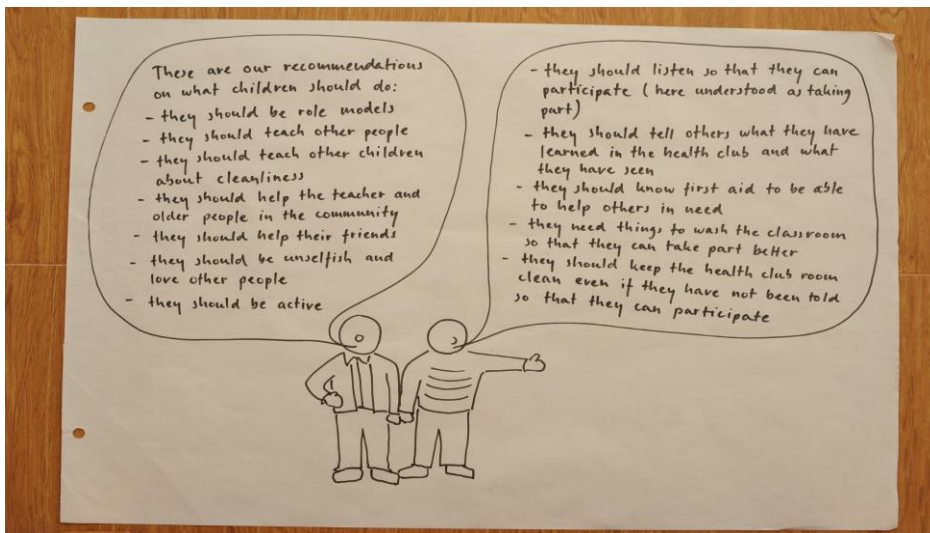 These are our recommendations
on what children should do:
- they should be role models
- they should teach other people
- they should teach other children
about cleanliness
- they should help the teacher and
older people in the community
- they should help their friends
- they should be unselfish and
love other people
- they should be active
- they should listen so that they can
participate (here understood as taking
part)
- they should tell others what they have
learned in the health club and what
they have seen
- they should know first aid to be able
to help others in need
- they need things to wash the classroom
so that they can take part better
- they should keep the health club room
clean even if they have not been told
so that they can participate